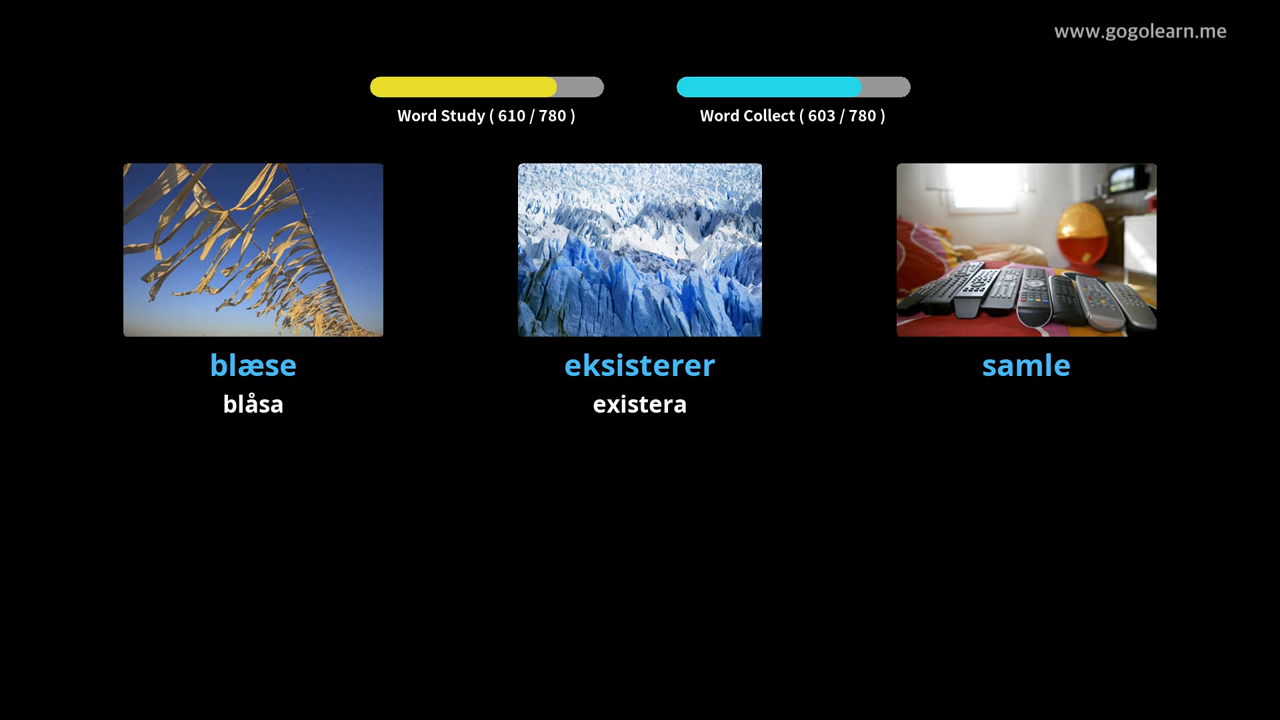 www.gogolearn.me
Word Study ( 610 / 780 )
Word Collect ( 603 / 780 )
blæse
eksisterer
samle
blåsa
existera